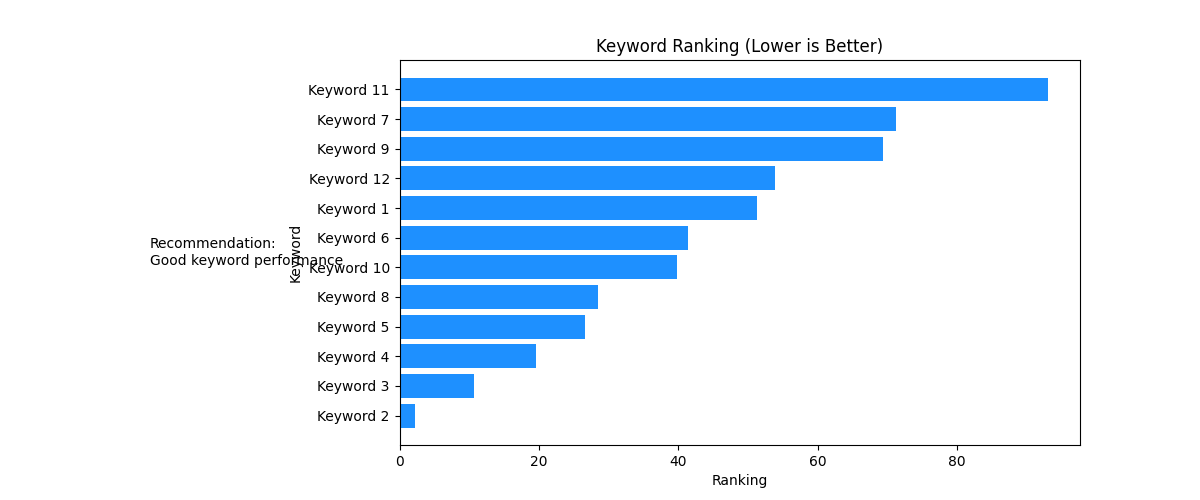 Keyword Ranking (Lower is Better)
Keyword 11
Keyword 7
Keyword 9
Keyword 12
Keyword 1
Keyword 6
Keyword 10
Keyword 8
Keyword 5
Keyword 4
Keyword 3
Keyword 2
Keyword
Recommendation:
Good keyword performance
0 20 40 60 80
Ranking